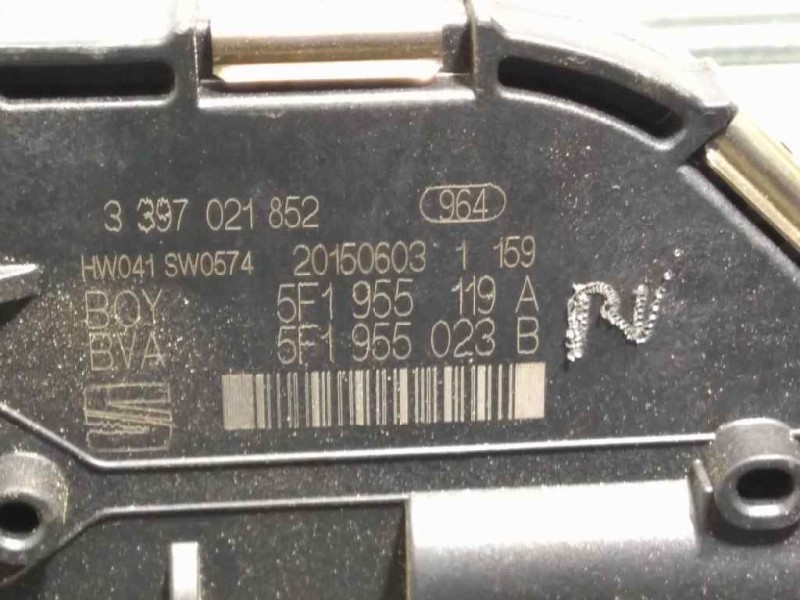 3 397 021 852 964
HW041 SW0574 20150603 1 159
BOY 5F1 955 119 A
BVA 5F1 955 023 B